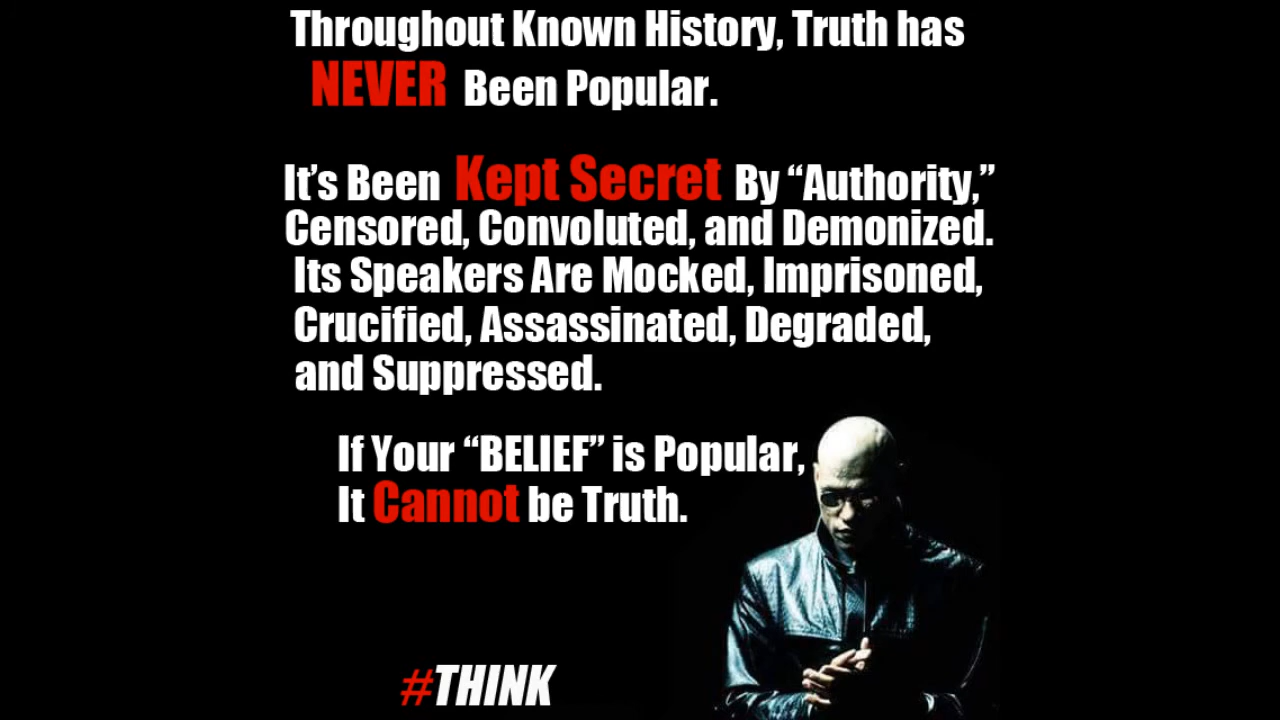 Throughout Known History, Truth has
NEVER Been Popular.
It’s Been Kept Secret By “Authority,”
Censored, Convoluted, and Demonized.
Its Speakers Are Mocked, Imprisoned,
Crucified, Assassinated, Degraded,
and Suppressed.
If Your “BELIEF” is Popular,
It Cannot be Truth.
#THINK